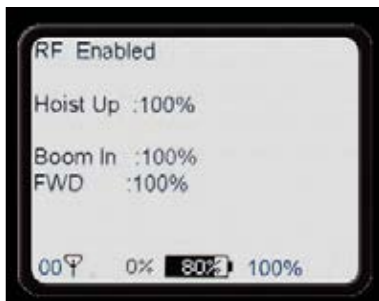 RF Enabled
Hoist Up :100%
Boom In :100%
FWD :100%
00 0% 80% 100%